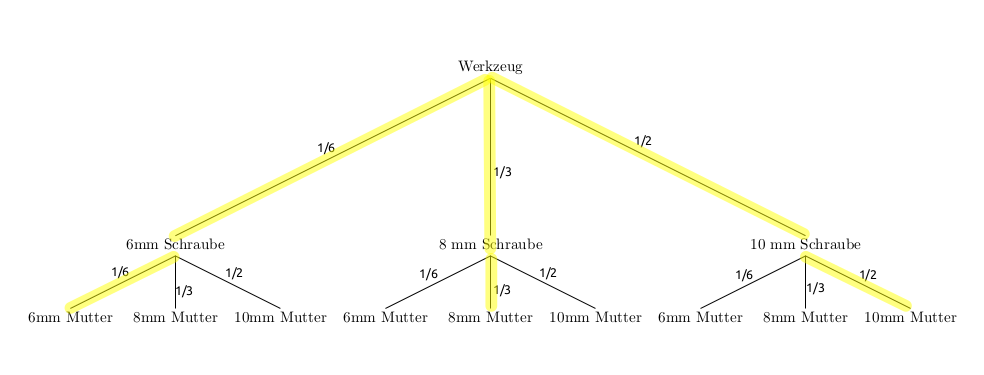 Werkzeug
1/6
1/2
1/3
6mm Schraube
8 mm Schraube
10 mm Schraube
1/6
1/2
1/3
1/6
1/2
1/3
1/6
1/2
1/3
6mm Mutter
8mm Mutter
10mm Mutter
6mm Mutter
8mm Mutter
10mm Mutter
6mm Mutter
8mm Mutter
10mm Mutter